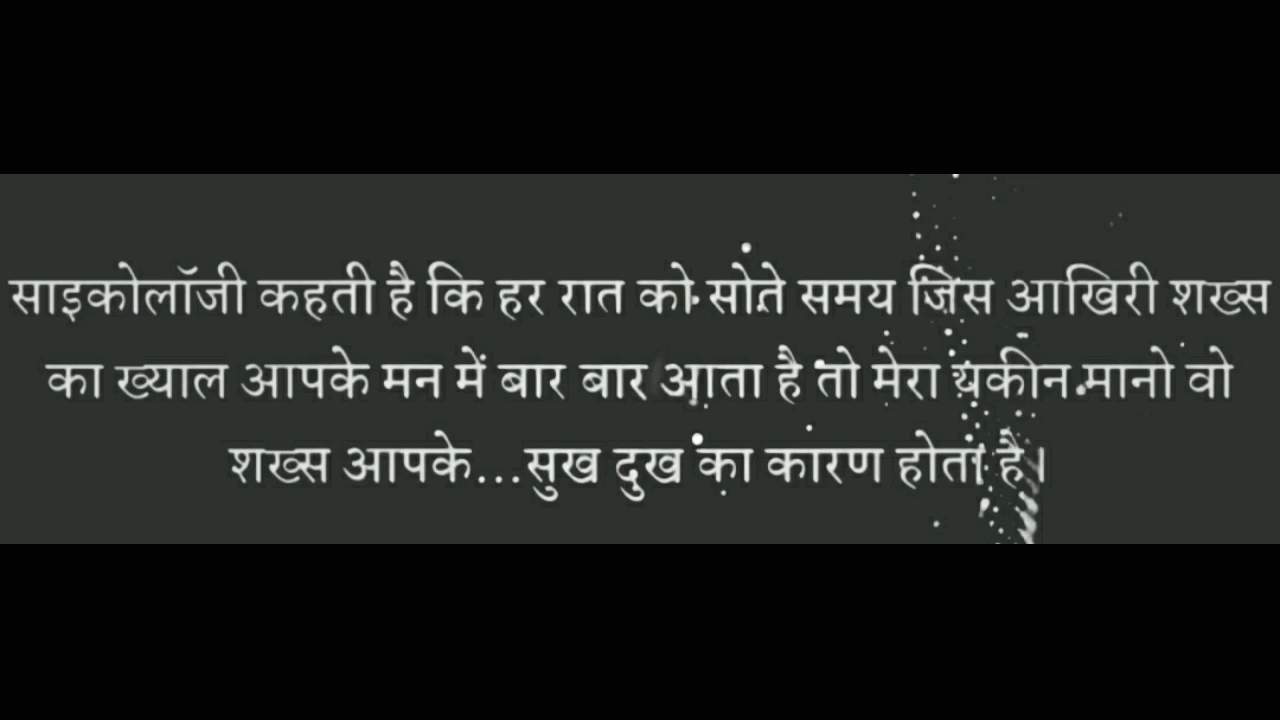 साइकोलॉजी कहती है कि हर रात को सोते समय जिस आखिरी शख्स
का ख्याल आपके मन में बार बार आता है तो मेरा यकीन मानो वो
शख्स आपके...सुख दुख का कारण होता है।